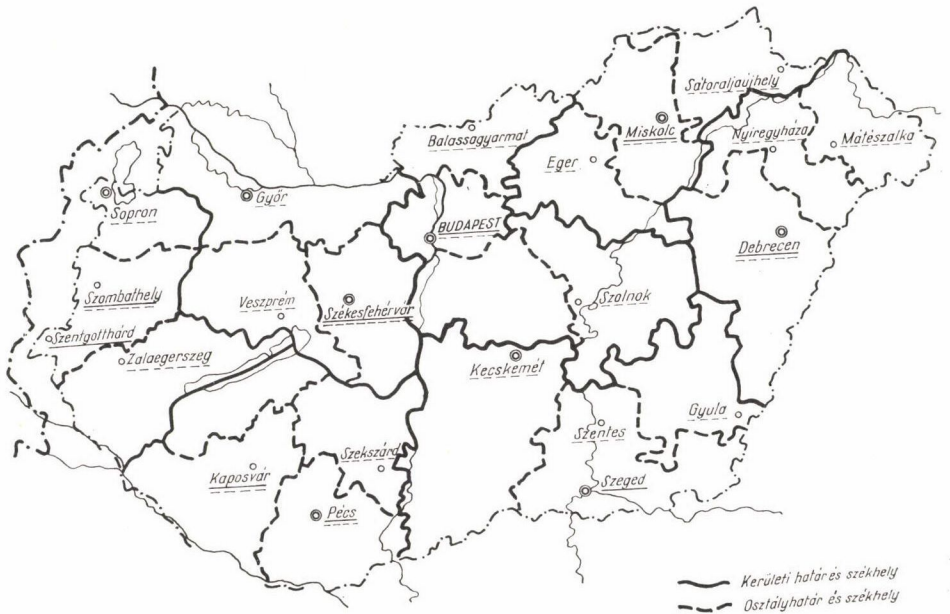 Sátoraljaújhely
Balassagyarmat
Miskolc
Nyíregyháza
Mátészalka
Eger
Győr
Sopron
BUDAPEST
Debrecen
Szombathely
Veszprém
Székesfehérvár
Szolnok
Szentgotthárd
Zalaegerszeg
Kecskemét
Gyula
Szentes
Szekszárd
Kaposvár
Szeged
Pécs
Kerületi határ és székhely
Osztályhatár és székhely